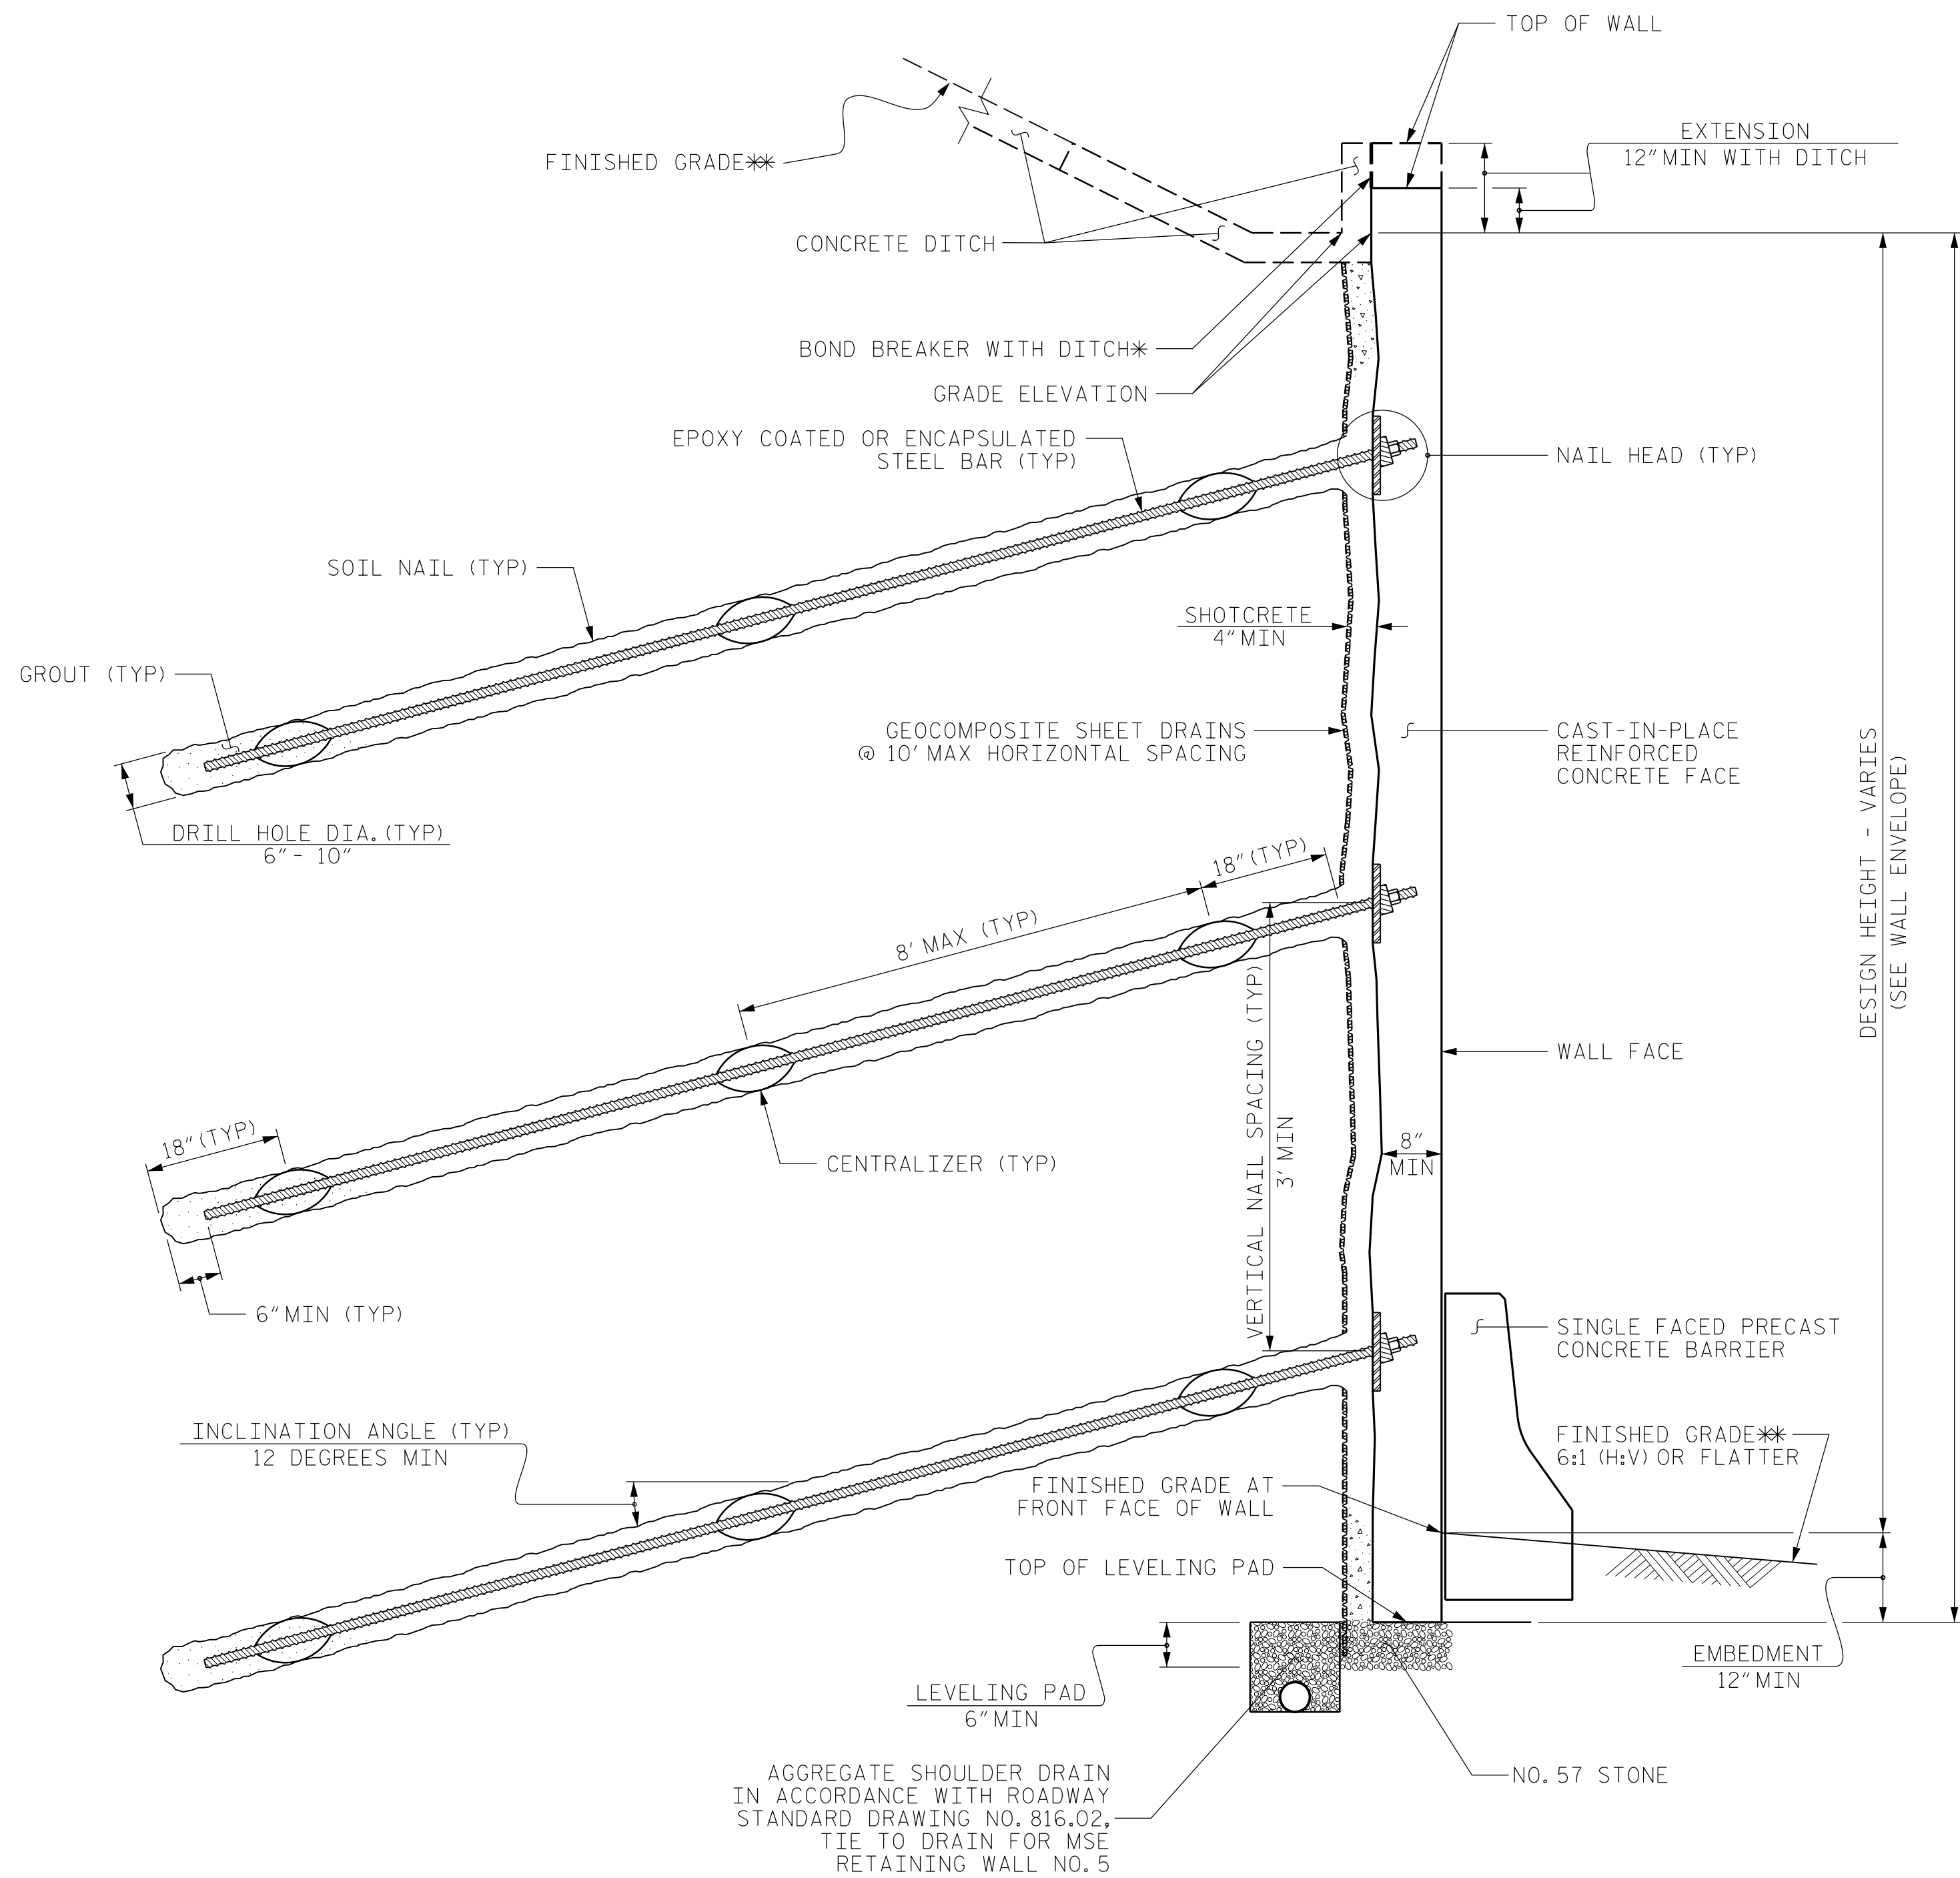 TOP OF WALL
EXTENSION
12" MIN WITH DITCH
FINISHED GRADE**
CONCRETE DITCH
BOND BREAKER WITH DITCH*
GRADE ELEVATION
EPOXY COATED OR ENCAPSULATED
STEEL BAR (TYP)
NAIL HEAD (TYP)
SOIL NAIL (TYP)
SHOTCRETE
4" MIN
GROUT (TYP)
GEOCOMPOSITE SHEET DRAINS
@ 10' MAX HORIZONTAL SPACING
CAST-IN-PLACE
REINFORCED
CONCRETE FACE
DESIGN HEIGHT - VARIES
(SEE WALL ENVELOPE)
DRILL HOLE DIA. (TYP)
6" - 10"
18" (TYP)
8' MAX (TYP)
VERTICAL NAIL SPACING (TYP)
3' MIN
WALL FACE
18" (TYP)
CENTRALIZER (TYP)
8"
MIN
6" MIN (TYP)
SINGLE FACED PRECAST
CONCRETE BARRIER
INCLINATION ANGLE (TYP)
12 DEGREES MIN
FINISHED GRADE**
6:1 (H:V) OR FLATTER
FINISHED GRADE AT
FRONT FACE OF WALL
TOP OF LEVELING PAD
EMBEDMENT
12" MIN
LEVELING PAD
6" MIN
NO. 57 STONE
AGGREGATE SHOULDER DRAIN
IN ACCORDANCE WITH ROADWAY
STANDARD DRAWING NO. 816.02,
TIE TO DRAIN FOR MSE
RETAINING WALL NO. 5